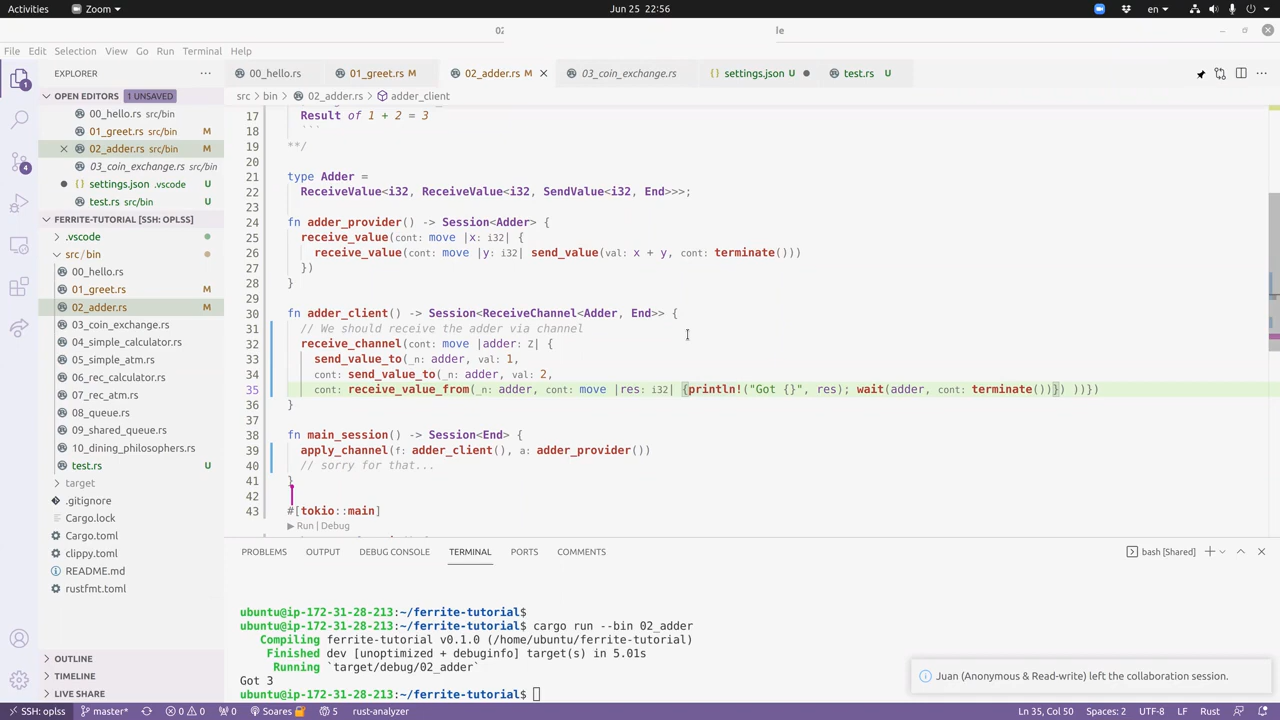 Activities
Zoom
Jun 25 22:56
en
02
le
File Edit Selection View Go Run Terminal Help
EXPLORER
OPEN EDITORS 1 UNSAVED
00_hello.rs src/bin
01_greet.rs src/bin M
02_adder.rs src/bin M
03_coin_exchange.rs src/bin
settings.json .vscode U
test.rs src/bin U
FERRITE-TUTORIAL [SSH: OPLSS]
.vscode
src/bin
00_hello.rs
01_greet.rs M
02_adder.rs M
03_coin_exchange.rs
04_simple_calculator.rs
05_simple_atm.rs
06_rec_calculator.rs
07_rec_atm.rs
08_queue.rs
09_shared_queue.rs
10_dining_philosophers.rs
test.rs U
target
.gitignore
Cargo.lock
Cargo.toml
clippy.toml
README.md
rustfmt.toml
OUTLINE
TIMELINE
LIVE SHARE
1
4
00_hello.rs
01_greet.rs M
02_adder.rs M
03_coin_exchange.rs
settings.json U
test.rs U
src > bin > 02_adder.rs > adder_client
17 Result of 1 + 2 = 3
18 ```
19 **/
20
21 type Adder =
22 ReceiveValue<i32, ReceiveValue<i32, SendValue<i32, End>>>;
23
24 fn adder_provider() -> Session<Adder> {
25 receive_value(cont: move |x: i32| {
26 receive_value(cont: move |y: i32| send_value(val: x + y, cont: terminate()))
27 })
28 }
29
30 fn adder_client() -> Session<ReceiveChannel<Adder, End>> {
31 // We should receive the adder via channel
32 receive_channel(cont: move |adder: Z| {
33 send_value_to(_n: adder, val: 1,
34 cont: send_value_to(_n: adder, val: 2,
35 cont: receive_value_from(_n: adder, cont: move |res: i32| {println!("Got {}", res); wait(adder, cont: terminate())}) ))})
36 }
37
38 fn main_session() -> Session<End> {
39 apply_channel(f: adder_client(), a: adder_provider())
40 // sorry for that...
41 }
42
43 #[tokio::main]
▶ Run | Debug
PROBLEMS OUTPUT DEBUG CONSOLE TERMINAL PORTS COMMENTS
bash [Shared]
ubuntu@ip-172-31-28-213:~/ferrite-tutorial$
ubuntu@ip-172-31-28-213:~/ferrite-tutorial$ cargo run --bin 02_adder
Compiling ferrite-tutorial v0.1.0 (/home/ubuntu/ferrite-tutorial)
Finished dev [unoptimized + debuginfo] target(s) in 5.01s
Running `target/debug/02_adder`
Got 3
ubuntu@ip-172-31-28-213:~/ferrite-tutorial$
Juan (Anonymous & Read-write) left the collaboration session.
SSH: oplss master* 0 0 0 Soares 5 rust-analyzer
Ln 35, Col 50 Spaces: 2 UTF-8 LF Rust